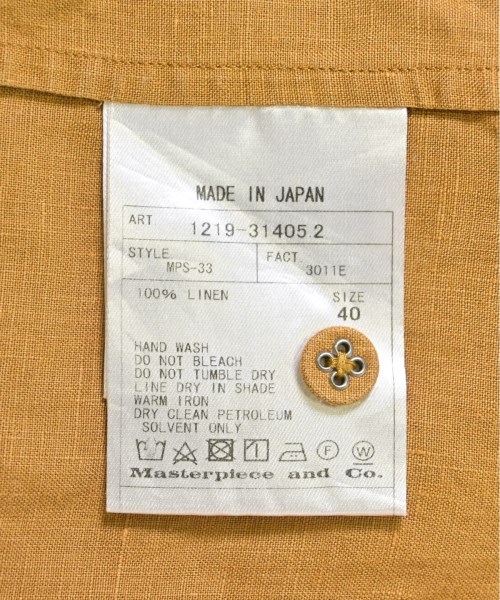 MADE IN JAPAN
ART 1219-31405.2
STYLE MPS-33 FACT 3011E
100% LINEN SIZE
40
HAND WASH
DO NOT BLEACH
DO NOT TUMBLE DRY
LINE DRY IN SHADE
WARM IRON
DRY CLEAN PETROLEUM
SOLVENT ONLY
F W
Masterpiece and Co.